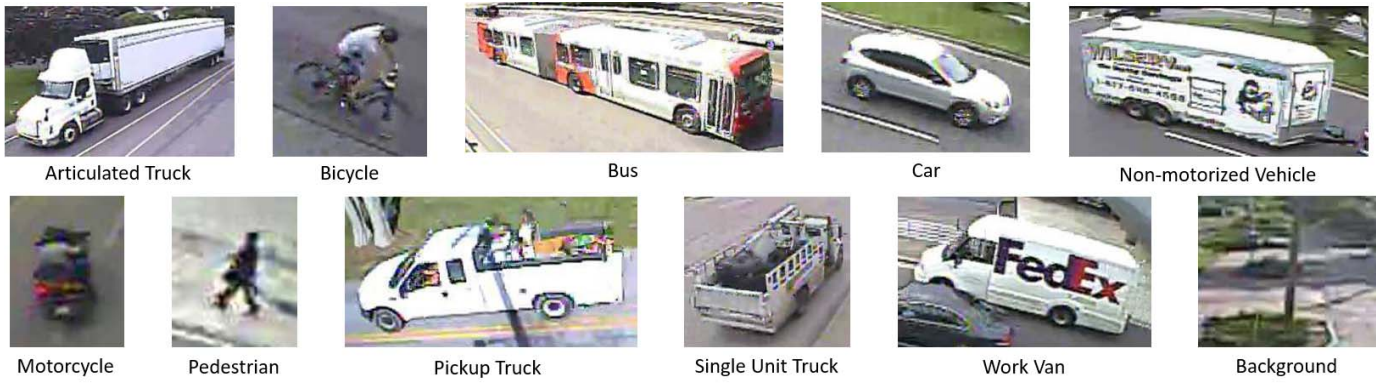 WILSERV
Articulated Truck
Bicycle
Bus
Car
Non-motorized Vehicle
FedEx
Motorcycle
Pedestrian
Pickup Truck
Single Unit Truck
Work Van
Background